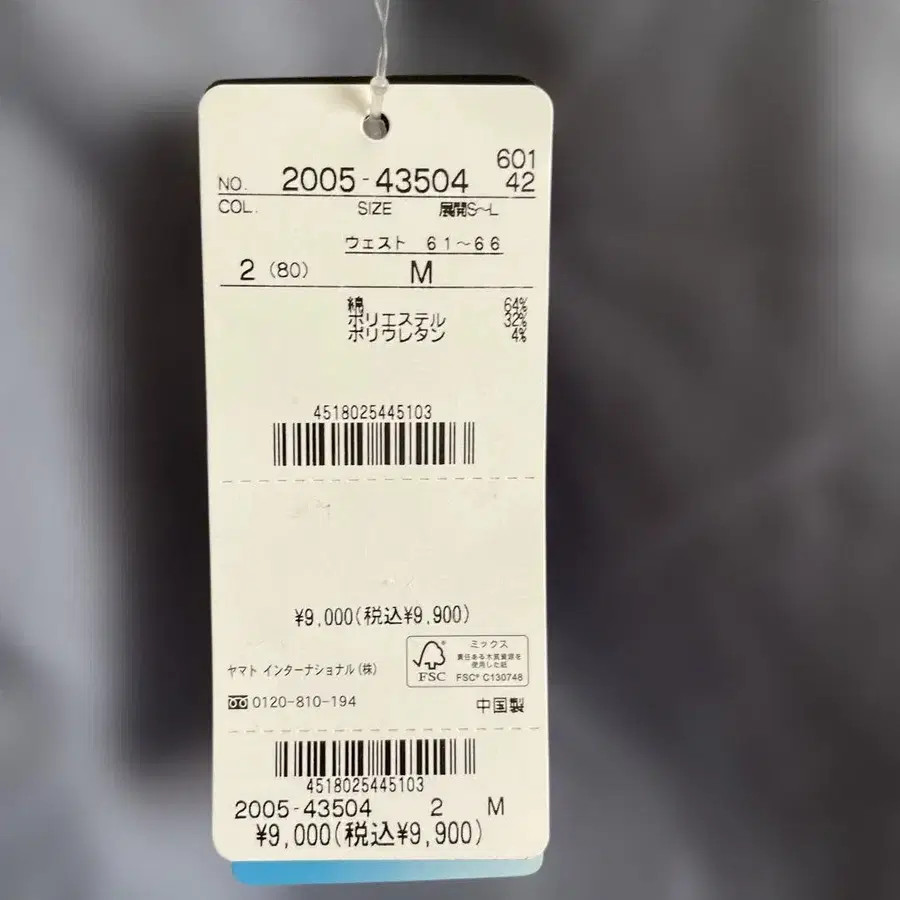 601
NO. 2005-43504 42
COL. SIZE 展開S~L
ウェスト 61~66
2 (80) M
綿 64%
ポリエステル 32%
ポリウレタン 4%
4518025445103
¥9,000(税込¥9,900)
ミックス
責任ある木質資源を
使用した紙
FSC® C130748
FSC
ヤマト インターナショナル(株)
0120-810-194
中国製
4518025445103
2005-43504 2 M
¥9,000(税込¥9,900)